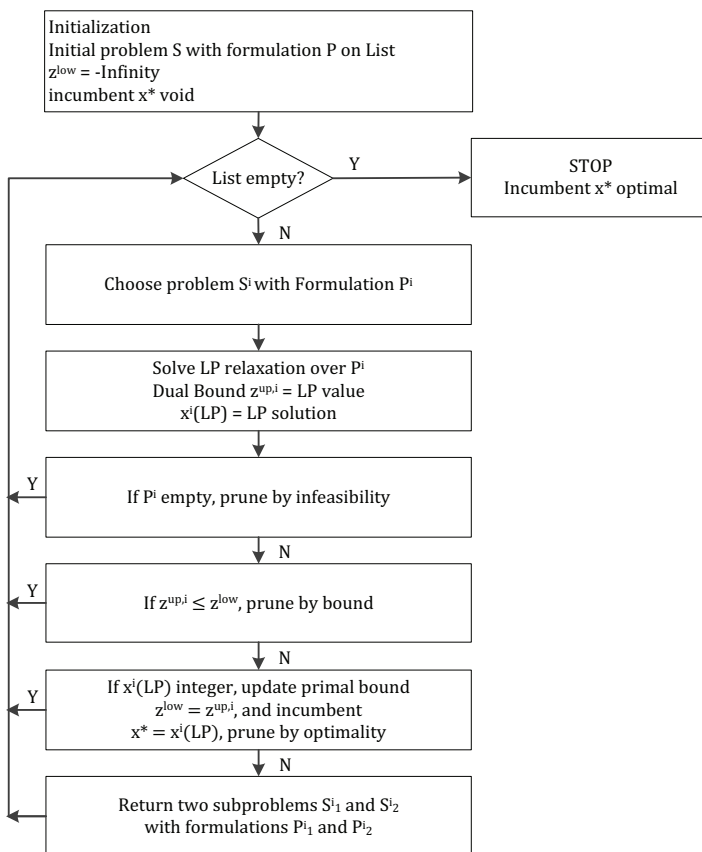 Initialization
Initial problem S with formulation P on List
z^low = -Infinity
incumbent x* void
List empty?
Y
STOP
Incumbent x* optimal
N
Choose problem S^i with Formulation P^i
Solve LP relaxation over P^i
Dual Bound z^up,i = LP value
x^i(LP) = LP solution
Y
If P^i empty, prune by infeasibility
N
Y
If z^up,i ≤ z^low, prune by bound
N
Y
If x^i(LP) integer, update primal bound
z^low = z^up,i, and incumbent
x* = x^i(LP), prune by optimality
N
Return two subproblems S^i_1 and S^i_2
with formulations P^i_1 and P^i_2